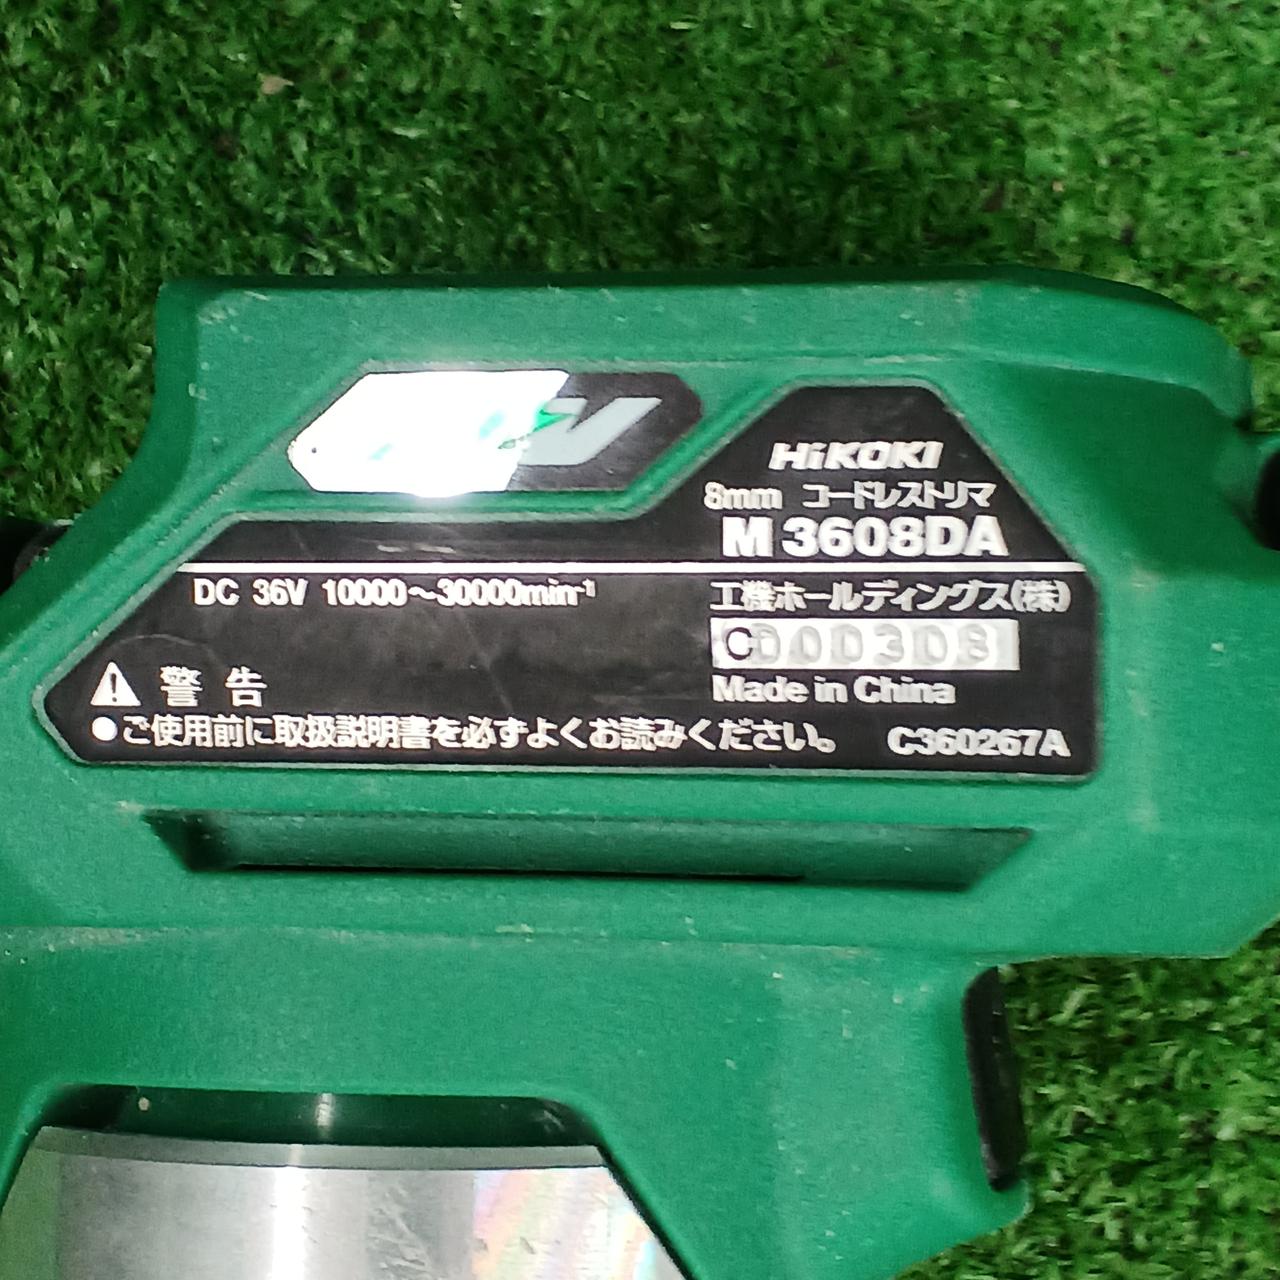 HiKOKI
8mm コードレストリマ
M 3608DA
DC 36V 10000~30000min-1
工機ホールディングス(株)
C000308
Made in China
警告
●ご使用前に取扱説明書を必ずよくお読みください。
C360267A